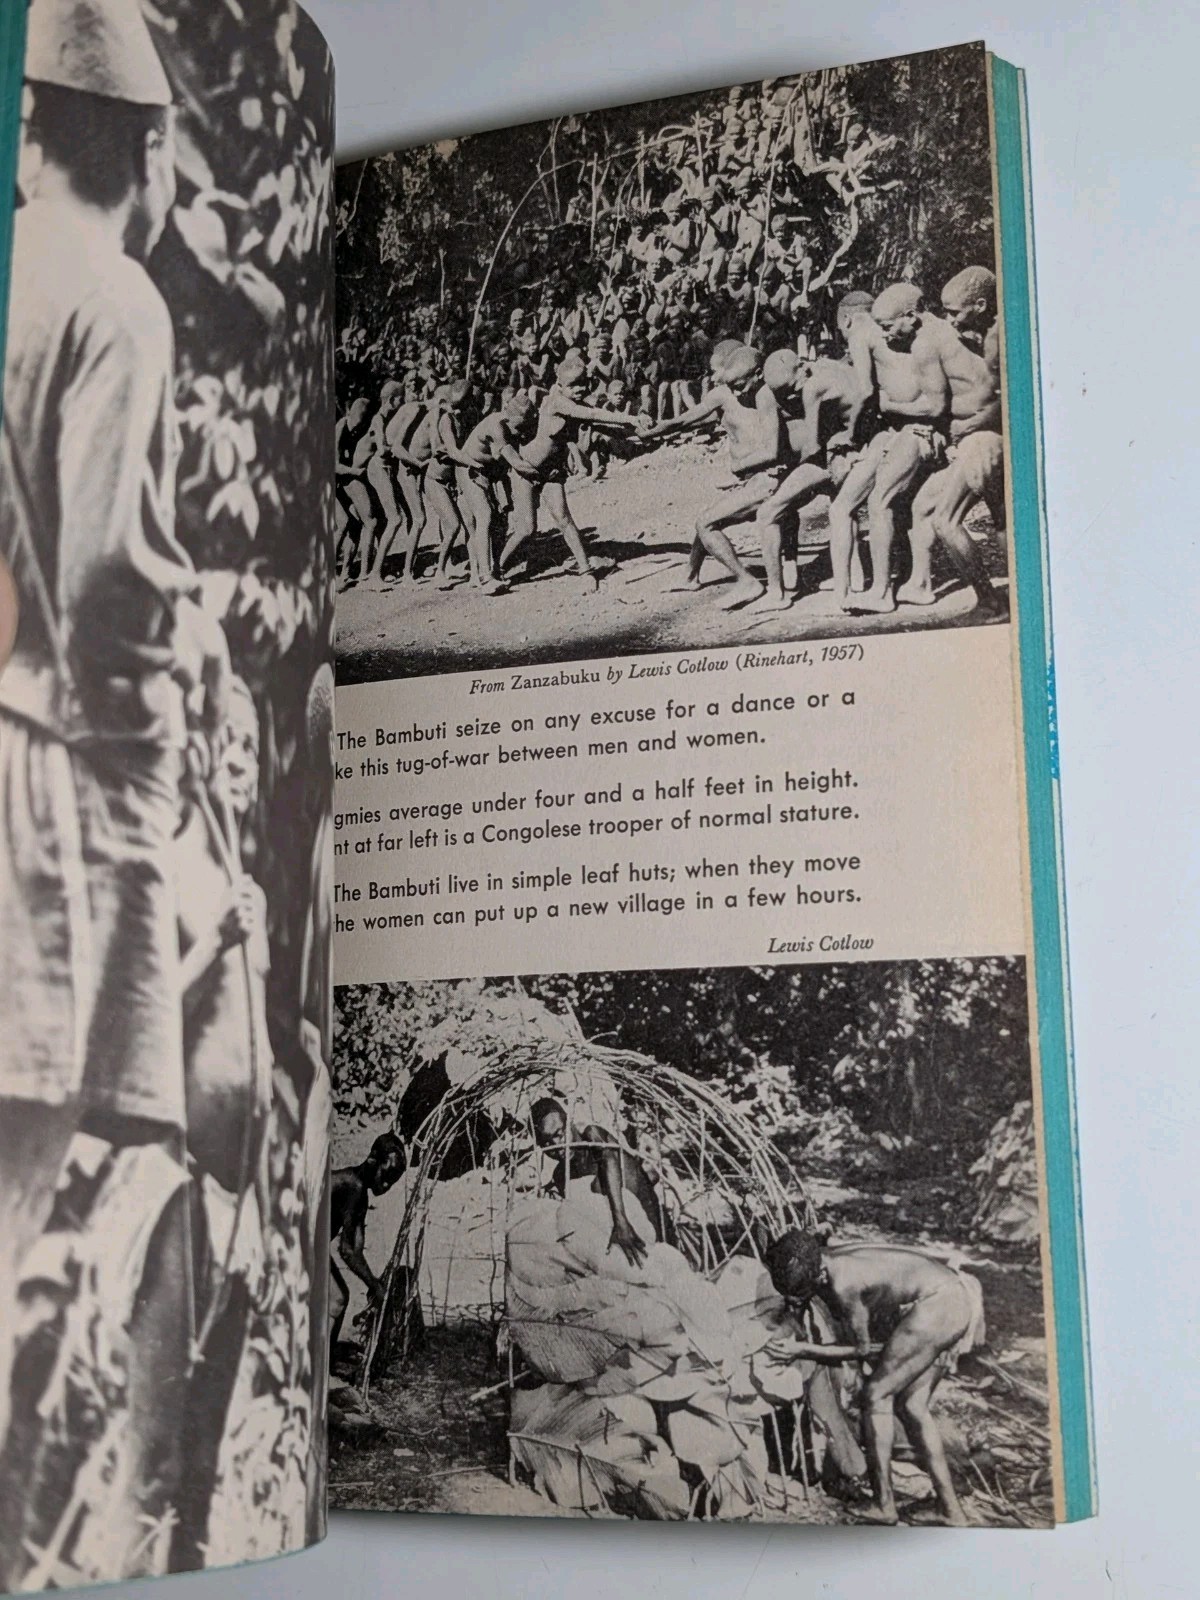 From Zanzabuku by Lewis Cotlow (Rinehart, 1957)
The Bambuti seize on any excuse for a dance or a
ke this tug-of-war between men and women.
gmies average under four and a half feet in height.
nt at far left is a Congolese trooper of normal stature.
The Bambuti live in simple leaf huts; when they move
he women can put up a new village in a few hours.
Lewis Cotlow